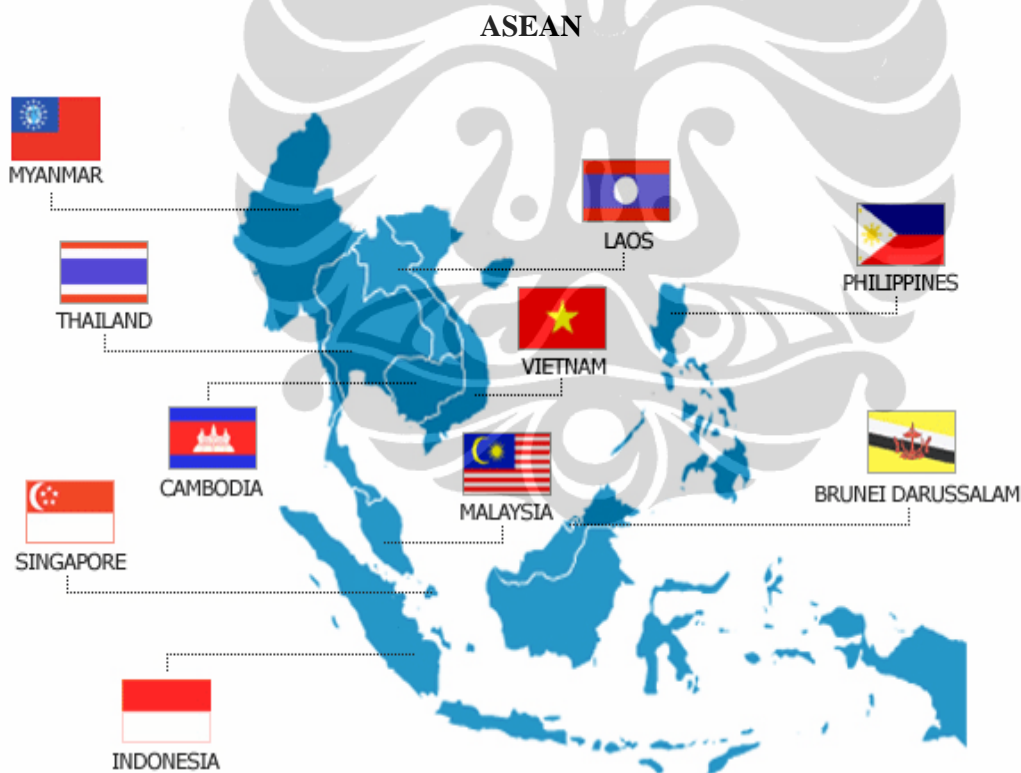 ASEAN
MYANMAR
LAOS
PHILIPPINES
THAILAND
VIETNAM
CAMBODIA
MALAYSIA
BRUNEI DARUSSALAM
SINGAPORE
INDONESIA